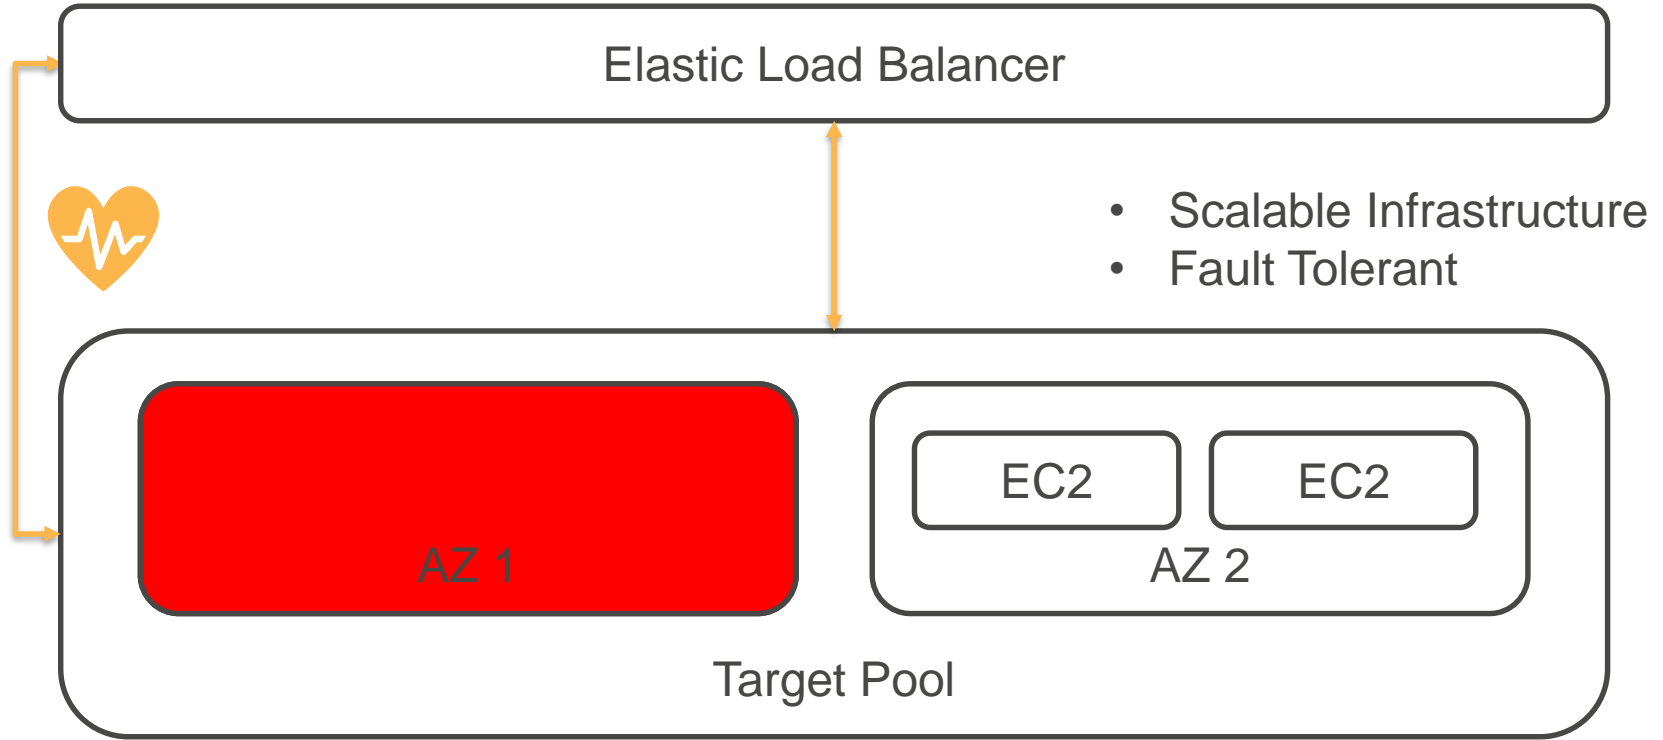 Elastic Load Balancer
• Scalable Infrastructure
• Fault Tolerant
EC2 EC2
AZ 1 AZ 2
Target Pool